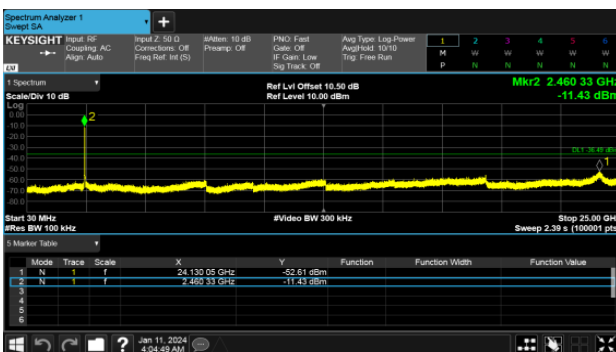 Spectrum Analyzer 1
Swept SA
KEYSIGHT Input: RF Input Z: 50 Ω #Atten: 10 dB PNO: Fast Avg Type: Log-Power 1 2 3 4 5 6
Coupling: AC Corrections: Off Preamp: Off Gate: Off Avg|Hold: 10/10 M W W W W W
Align: Auto Freq Ref: Int (S) IF Gain: Low Trig: Free Run P N N N N N
LXI Sig Track: Off
1 Spectrum Ref Lvl Offset 10.50 dB Mkr2 2.460 33 GHz
Scale/Div 10 dB Ref Level 10.00 dBm -11.43 dBm
Log
0.00
-10.0
-20.0
-30.0
-40.0
-50.0
-60.0
-70.0
-80.0
2
DL1 -36.49 dBm
1
Start 30 MHz #Video BW 300 kHz Stop 25.00 GHz
#Res BW 100 kHz Sweep 2.39 s (100001 pts)
5 Marker Table
Mode Trace Scale X Y Function Function Width Function Value
1 N 1 f 24.130 05 GHz -52.61 dBm
2 N 1 f 2.460 33 GHz -11.43 dBm
3
4
5
6
? Jan 11, 2024
4:04:49 AM